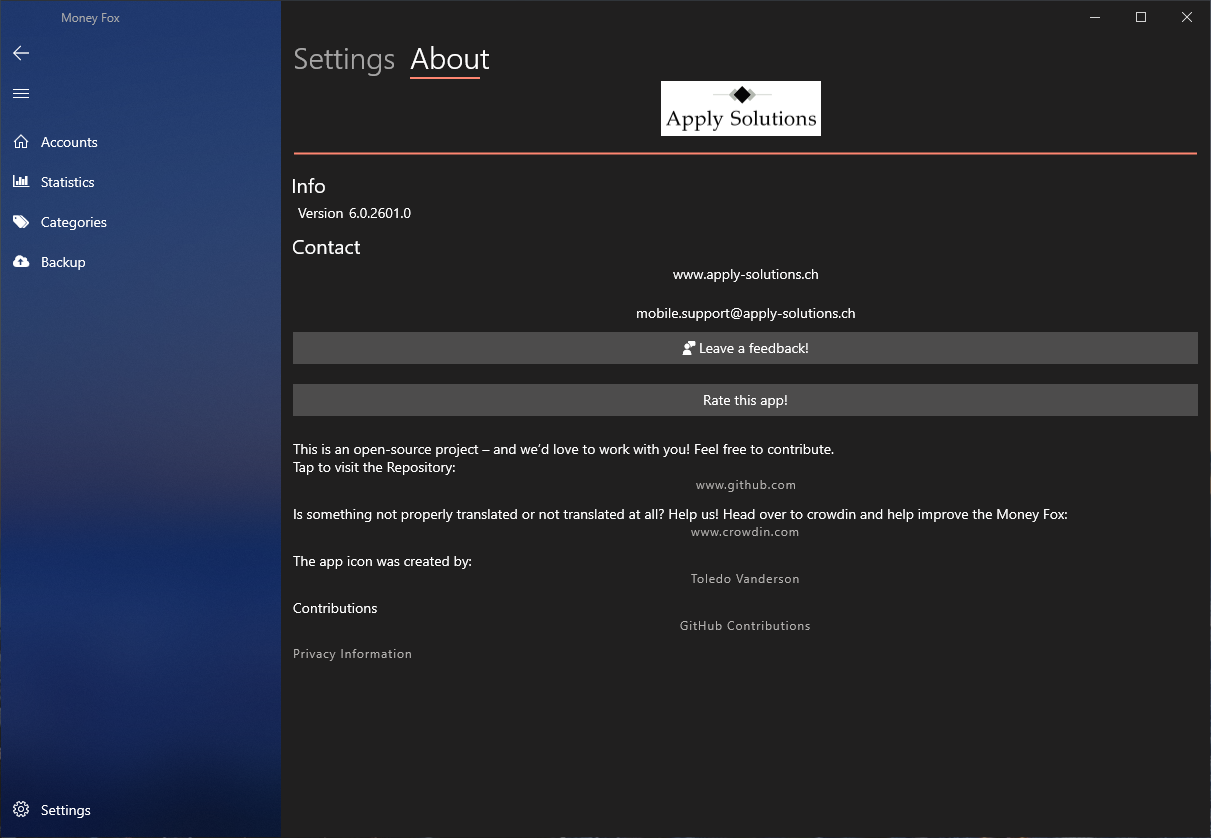 Money Fox
Accounts
Statistics
Categories
Backup
Settings
Settings About
Apply Solutions
Info
Version 6.0.2601.0
Contact
www.apply-solutions.ch
mobile.support@apply-solutions.ch
Leave a feedback!
Rate this app!
This is an open-source project – and we’d love to work with you! Feel free to contribute.
Tap to visit the Repository:
www.github.com
Is something not properly translated or not translated at all? Help us! Head over to crowdin and help improve the Money Fox:
www.crowdin.com
The app icon was created by:
Toledo Vanderson
Contributions
GitHub Contributions
Privacy Information